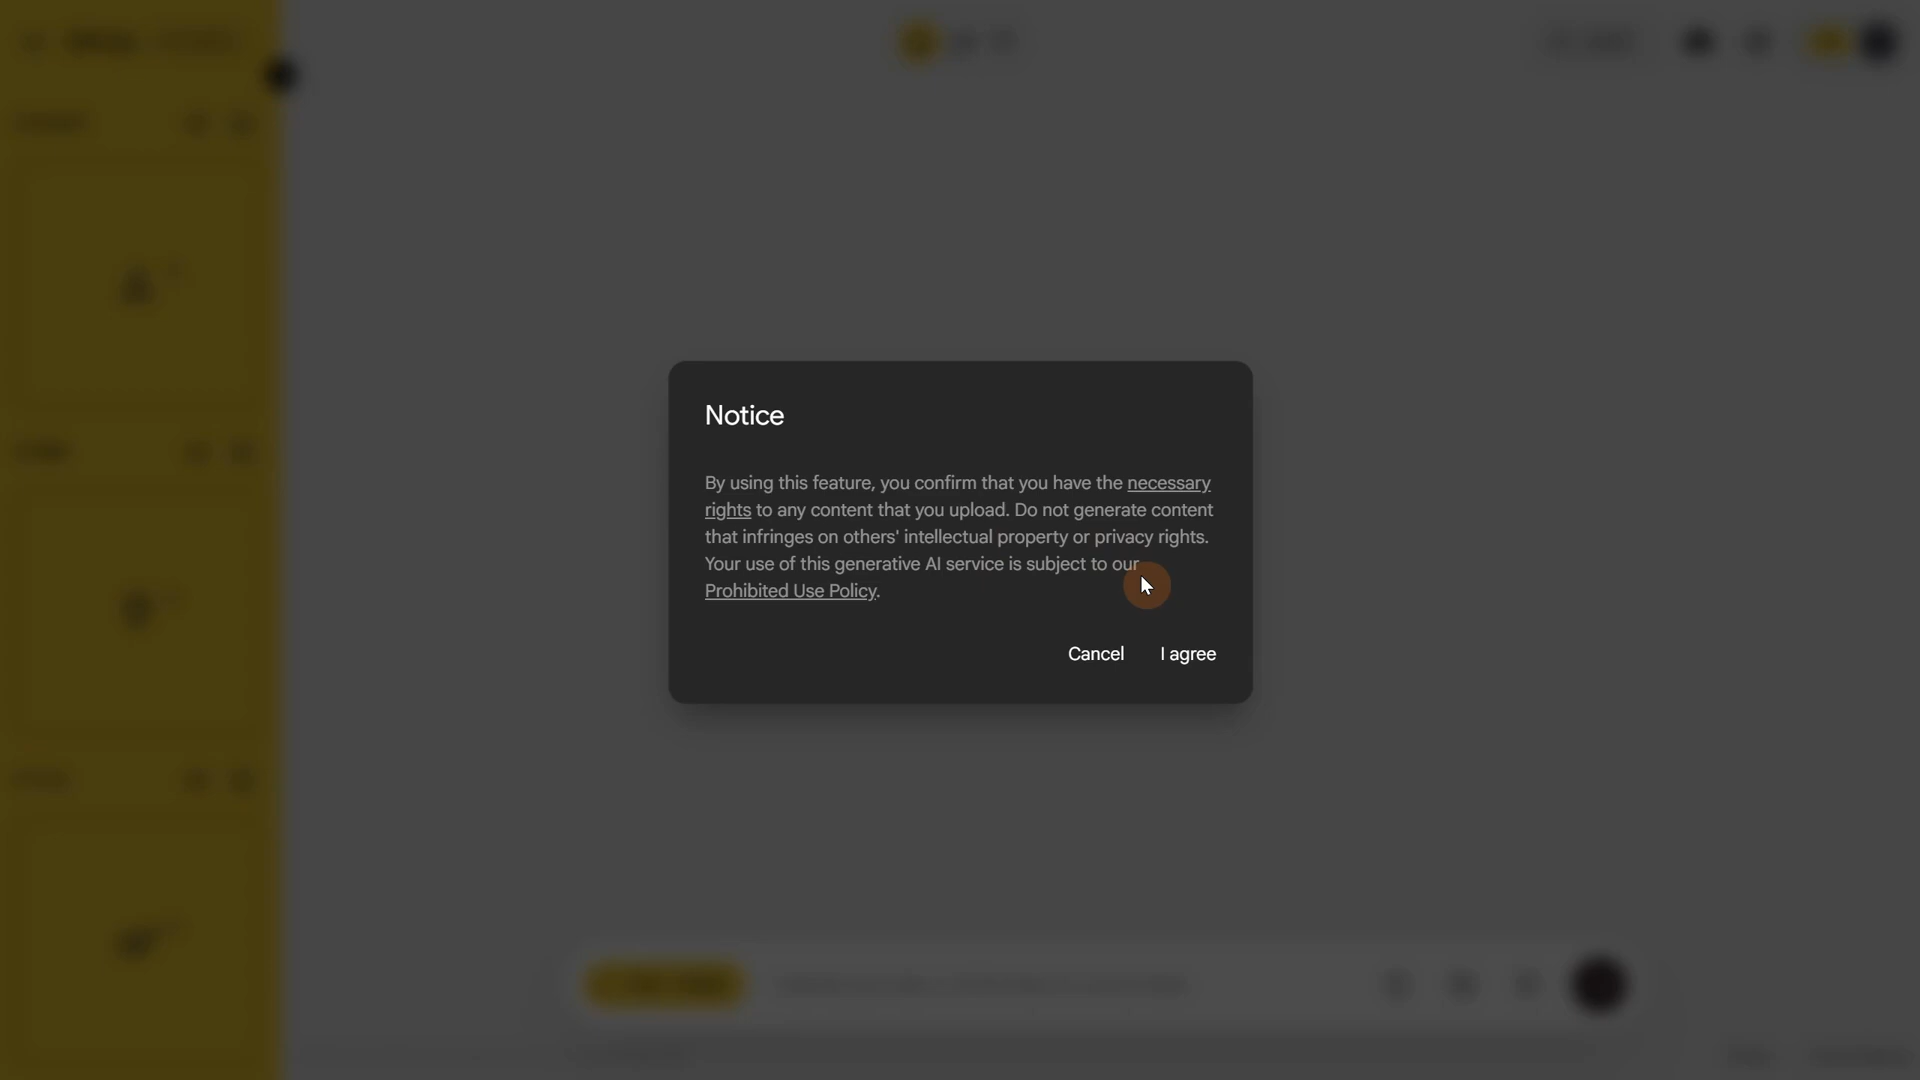 Notice
By using this feature, you confirm that you have the necessary
rights to any content that you upload. Do not generate content
that infringes on others' intellectual property or privacy rights.
Your use of this generative AI service is subject to our
Prohibited Use Policy.
Cancel I agree